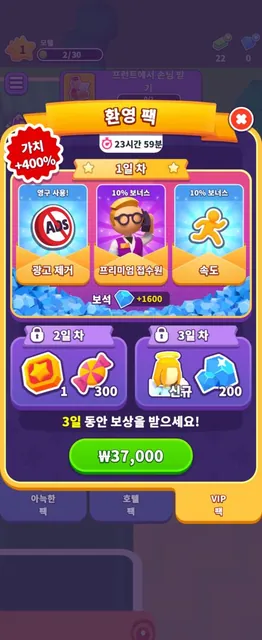 1
모텔
2/30
22
0
프런트에서 손님 맞
기
환영 팩
23시간 59분
가치
+400%
1일 차
영구 사용!
10% 보너스
10% 보너스
ADS
광고 제거
프리미엄 접수원
속도
보석 +1600
2일 차
3일 차
1
300
신규
200
3일 동안 보상을 받으세요!
₩37,000
아늑한
팩
호텔
팩
VIP
팩